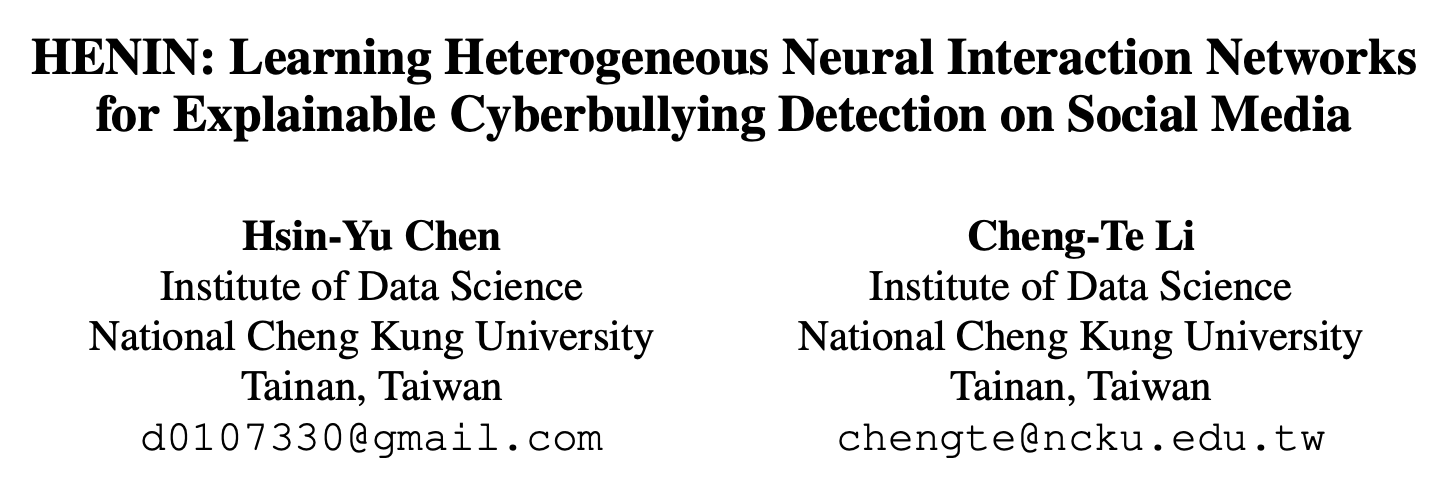 HENIN: Learning Heterogeneous Neural Interaction Networks
for Explainable Cyberbullying Detection on Social Media
Hsin-Yu Chen
Institute of Data Science
National Cheng Kung University
Tainan, Taiwan
d0107330@gmail.com
Cheng-Te Li
Institute of Data Science
National Cheng Kung University
Tainan, Taiwan
chengte@ncku.edu.tw